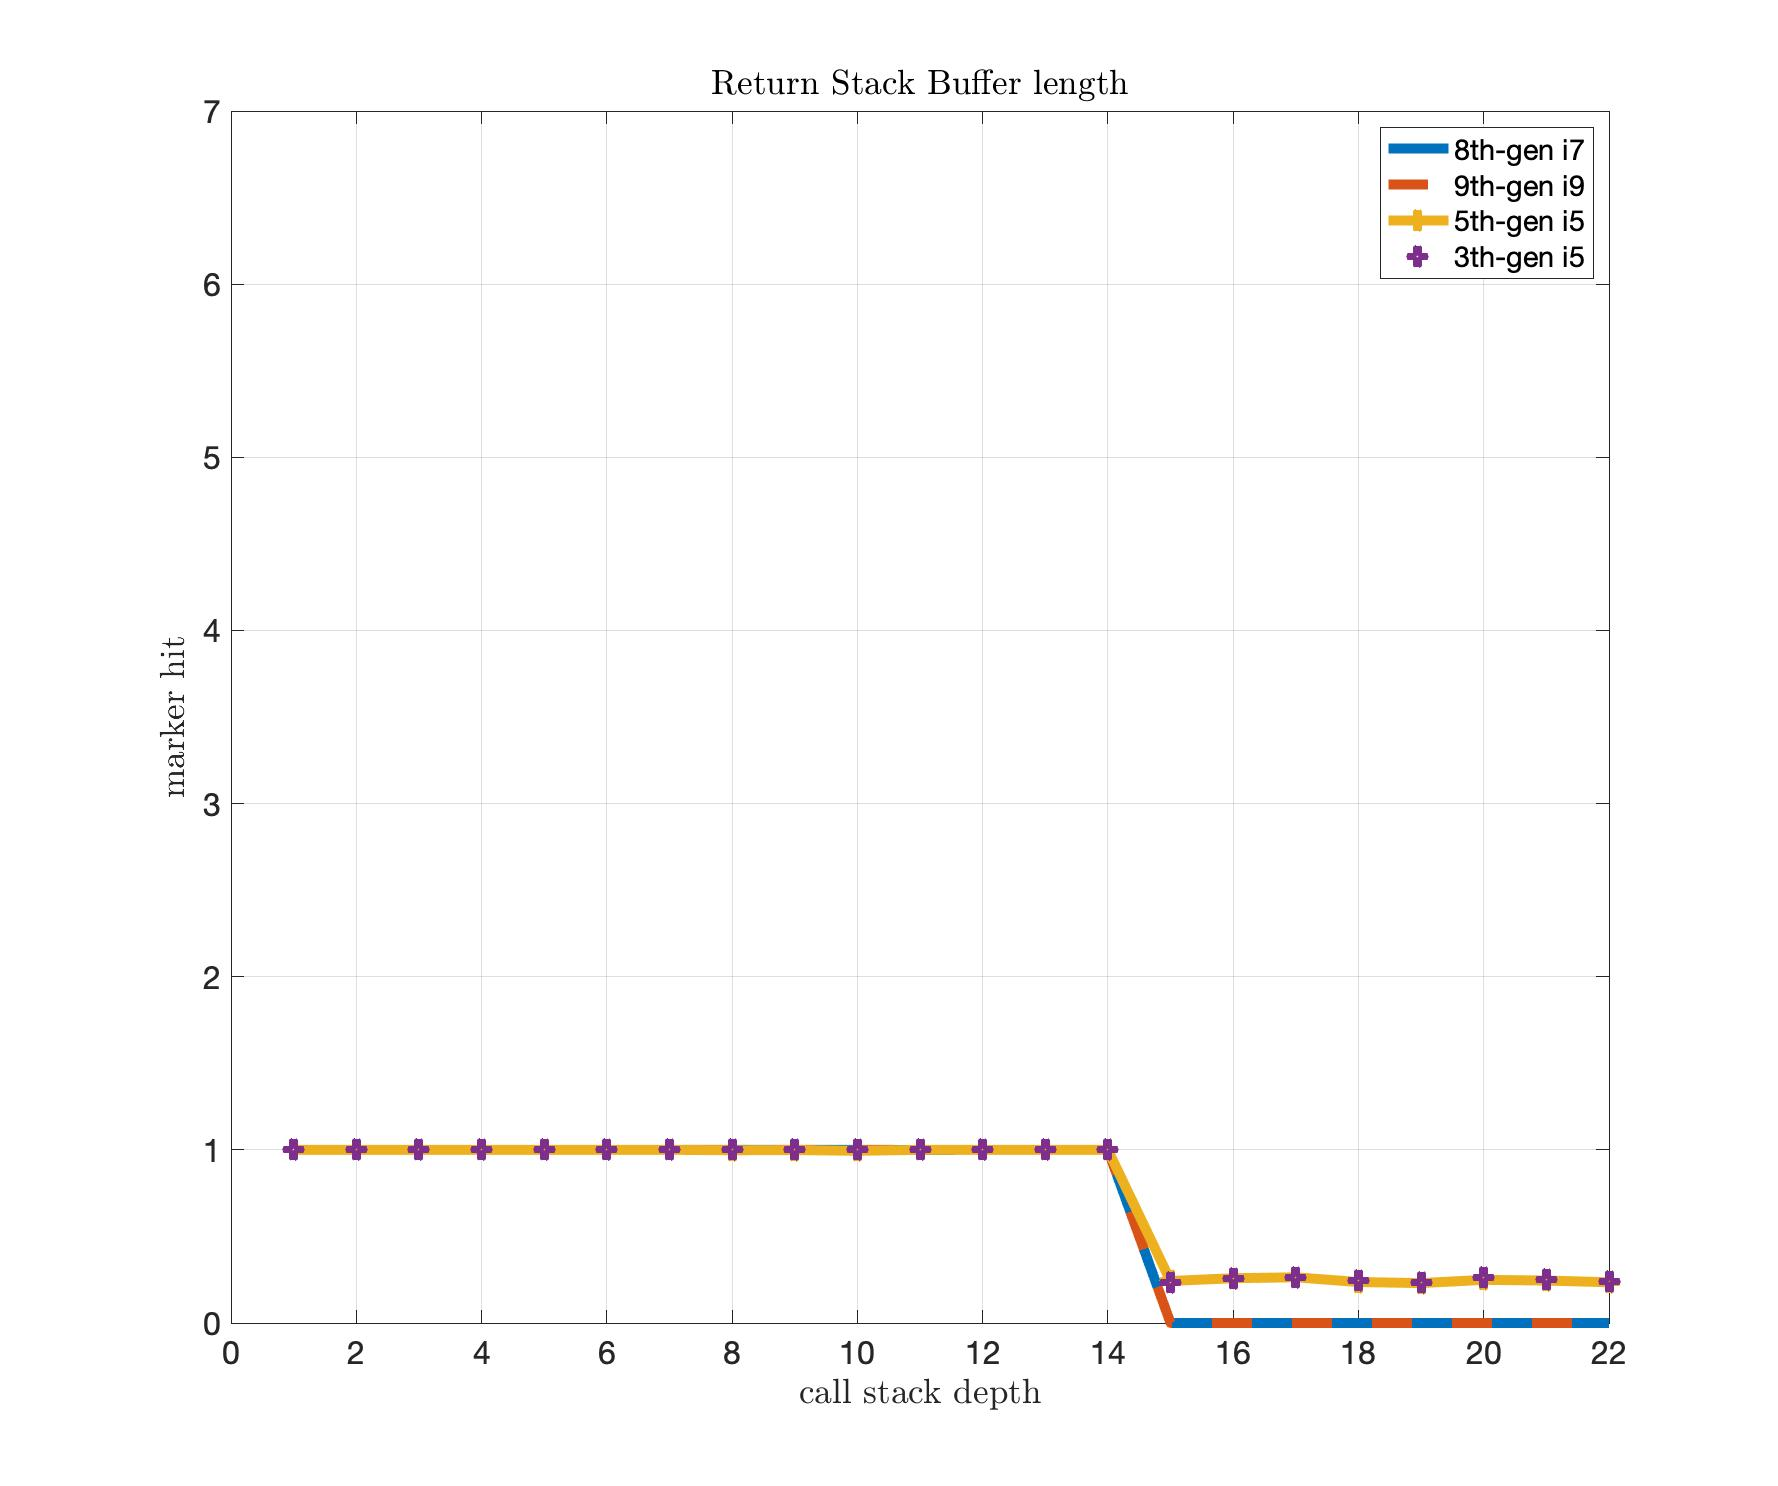 Return Stack Buffer length
7
8th-gen i7
9th-gen i9
5th-gen i5
3th-gen i5
6
5
4
marker hit
3
2
1
0
0 2 4 6 8 10 12 14 16 18 20 22
call stack depth